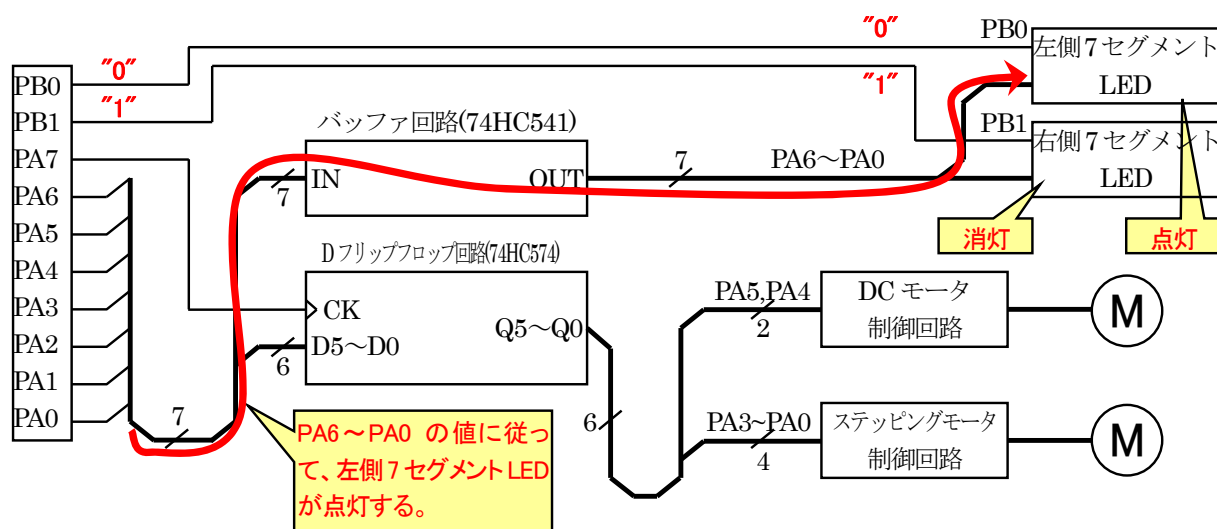 "0"
PB0
左側7セグメント
LED
"0"
PB0
"1"
PB1
"1"
PB1
右側7セグメント
LED
バッファ回路(74HC541)
PA7
PA6
PA5
PA4
PA3
PA2
PA1
PA0
7
IN
OUT
7
PA6～PA0
消灯
点灯
Dフリップフロップ回路(74HC574)
CK
D5～D0
Q5～Q0
6
7
6
PA5,PA4
2
DCモータ
制御回路
M
PA3~PA0
4
ステッピングモータ
制御回路
M
PA6～PA0 の値に従っ
て、左側7セグメントLED
が点灯する。